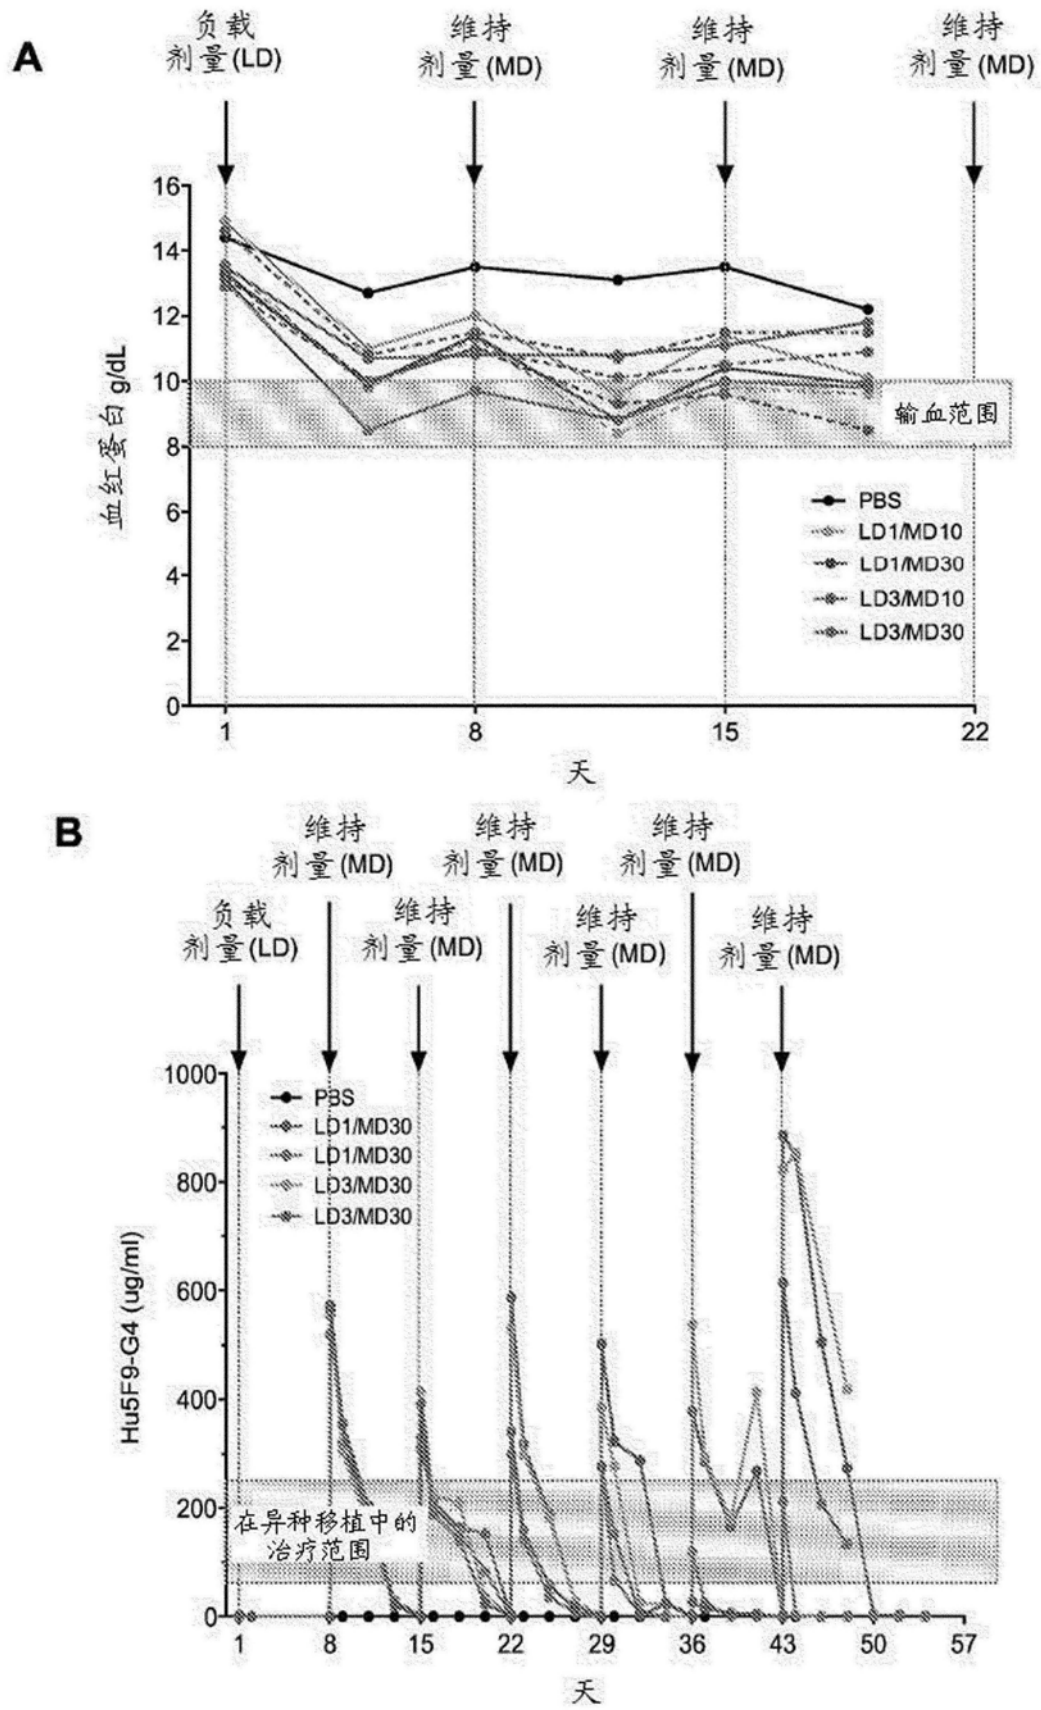 A
负载
剂量(LD)
维持
剂量(MD)
维持
剂量(MD)
维持
剂量(MD)
16
14
12
10
8
6
4
2
0
血红蛋白 g/dL
输血范围
PBS
LD1/MD10
LD1/MD30
LD3/MD10
LD3/MD30
1
8
15
22
天
B
维持
剂量(MD)
维持
剂量(MD)
维持
剂量(MD)
负载
剂量(LD)
维持
剂量(MD)
维持
剂量(MD)
维持
剂量(MD)
1000
800
600
400
200
0
Hu5F9-G4 (ug/ml)
PBS
LD1/MD30
LD1/MD30
LD3/MD30
LD3/MD30
在异种移植中的
治疗范围
1
8
15
22
29
36
43
50
57
天